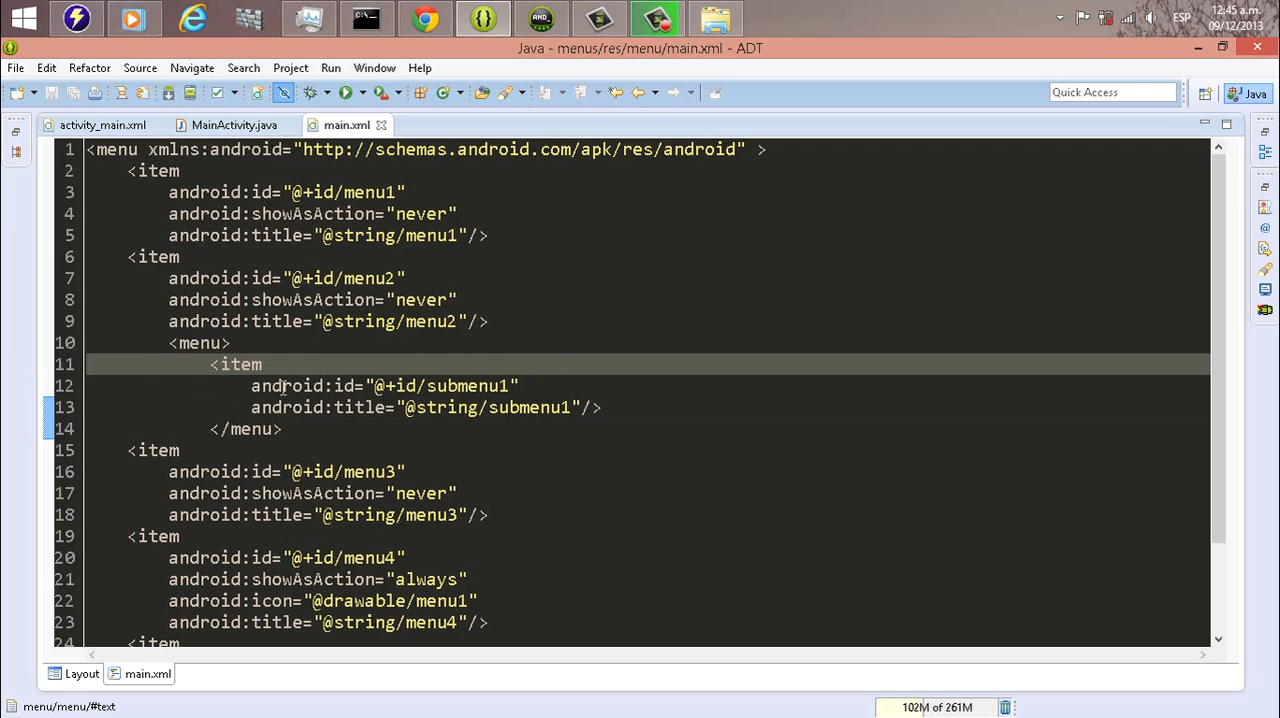 AND_
12:45 a.m.
ESP
09/12/2013
Java - menus/res/menu/main.xml - ADT
File Edit Refactor Source Navigate Search Project Run Window Help
Quick Access
Java
activity_main.xml MainActivity.java main.xml
1 <menu xmlns:android="http://schemas.android.com/apk/res/android" >
2 <item
3 android:id="@+id/menu1"
4 android:showAsAction="never"
5 android:title="@string/menu1"/>
6 <item
7 android:id="@+id/menu2"
8 android:showAsAction="never"
9 android:title="@string/menu2"/>
10 <menu>
11 <item
12 android:id="@+id/submenu1"
13 android:title="@string/submenu1"/>
14 </menu>
15 <item
16 android:id="@+id/menu3"
17 android:showAsAction="never"
18 android:title="@string/menu3"/>
19 <item
20 android:id="@+id/menu4"
21 android:showAsAction="always"
22 android:icon="@drawable/menu1"
23 android:title="@string/menu4"/>
24 <item
Layout main.xml
menu/menu/#text
102M of 261M